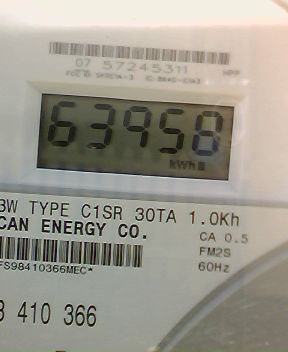 07 57245311
63958
kWh
3W TYPE C1SR 30TA 1.0Kh
CAN ENERGY CO.
CA 0.5
FM2S
60Hz
FS98410366MEC*
410 366